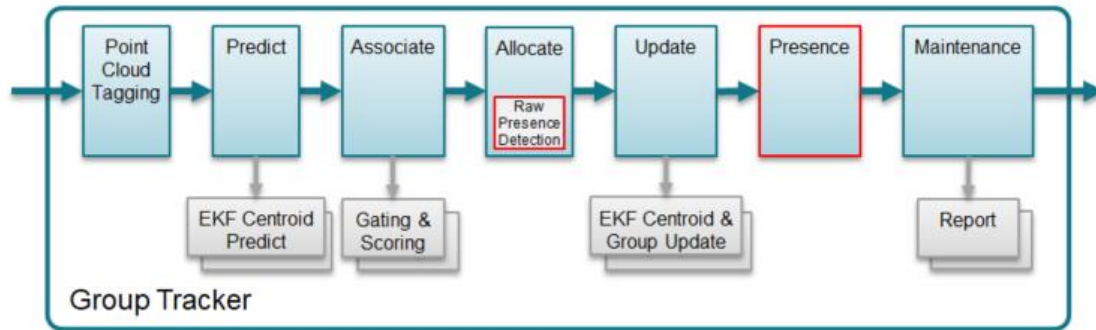 Point
Cloud
Tagging
Predict
Associate
Allocate
Raw
Presence
Detection
Update
Presence
Maintenance
EKF Centroid
Predict
Gating &
Scoring
EKF Centroid &
Group Update
Report
Group Tracker